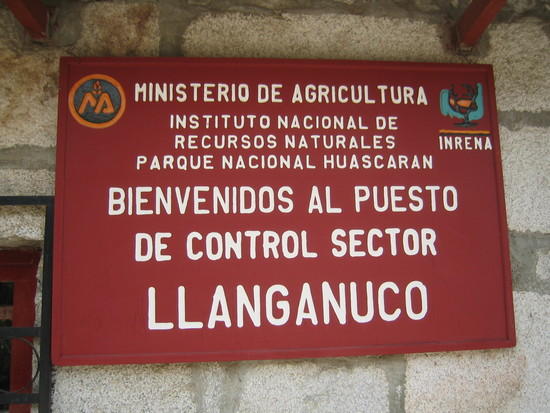 MINISTERIO DE AGRICULTURA
INSTITUTO NACIONAL DE
RECURSOS NATURALES
PARQUE NACIONAL HUASCARAN
INRENA
BIENVENIDOS AL PUESTO
DE CONTROL SECTOR
LLANGANUCO